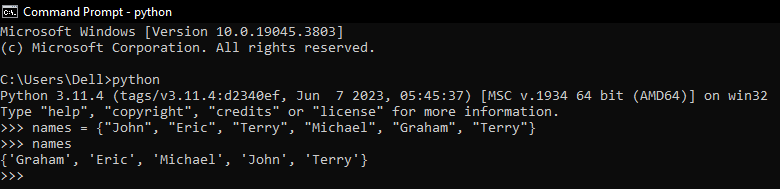 Command Prompt - python
Microsoft Windows [Version 10.0.19045.3803]
(c) Microsoft Corporation. All rights reserved.
C:\Users\Dell>python
Python 3.11.4 (tags/v3.11.4:d2340ef, Jun  7 2023, 05:45:37) [MSC v.1934 64 bit (AMD64)] on win32
Type "help", "copyright", "credits" or "license" for more information.
>>> names = {"John", "Eric", "Terry", "Michael", "Graham", "Terry"}
>>> names
{'Graham', 'Eric', 'Michael', 'John', 'Terry'}
>>>